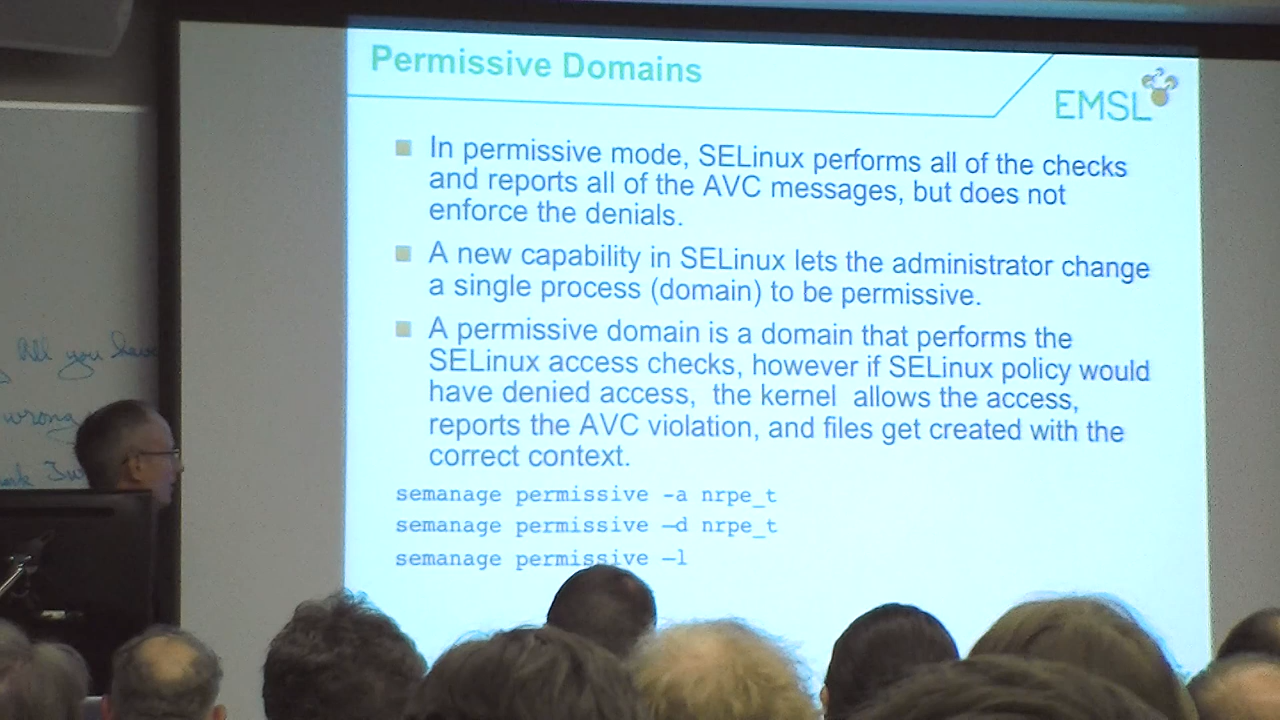 Permissive Domains
EMSL
In permissive mode, SELinux performs all of the checks
and reports all of the AVC messages, but does not
enforce the denials.
A new capability in SELinux lets the administrator change
a single process (domain) to be permissive.
A permissive domain is a domain that performs the
SELinux access checks, however if SELinux policy would
have denied access,  the kernel  allows the access,
reports the AVC violation, and files get created with the
correct context.
semanage permissive -a nrpe_t
semanage permissive –d nrpe_t
semanage permissive –l
All you have
wrong